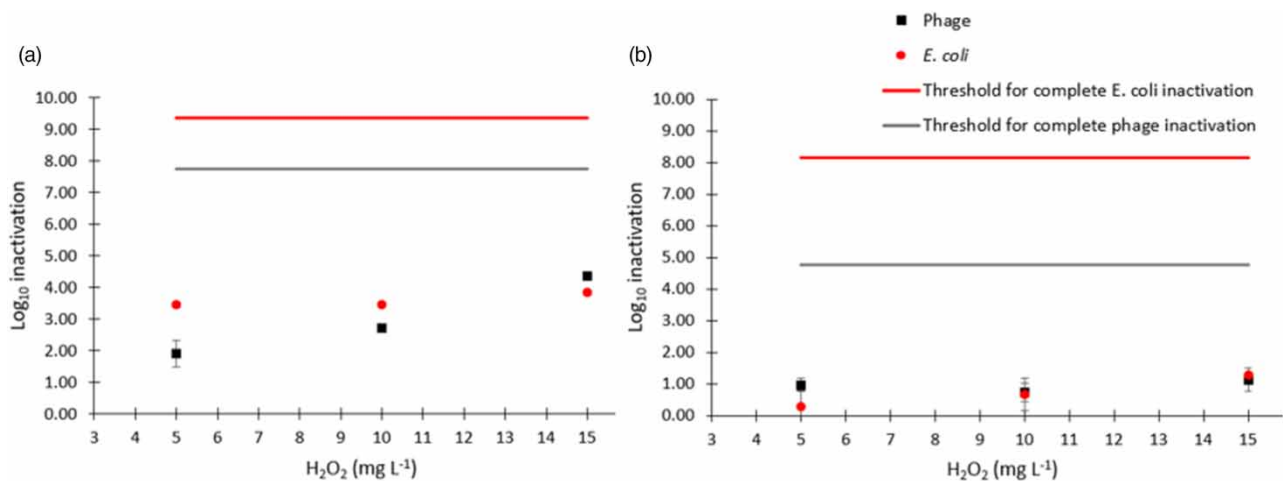 (a)
(b)
Phage
E. coli
Threshold for complete E. coli inactivation
Threshold for complete phage inactivation
10.00
9.00
8.00
7.00
6.00
5.00
4.00
3.00
2.00
1.00
0.00
Log10 inactivation
3 4 5 6 7 8 9 10 11 12 13 14 15
H2O2 (mg L-1)
10.00
9.00
8.00
7.00
6.00
5.00
4.00
3.00
2.00
1.00
0.00
Log10 inactivation
3 4 5 6 7 8 9 10 11 12 13 14 15
H2O2 (mg L-1)